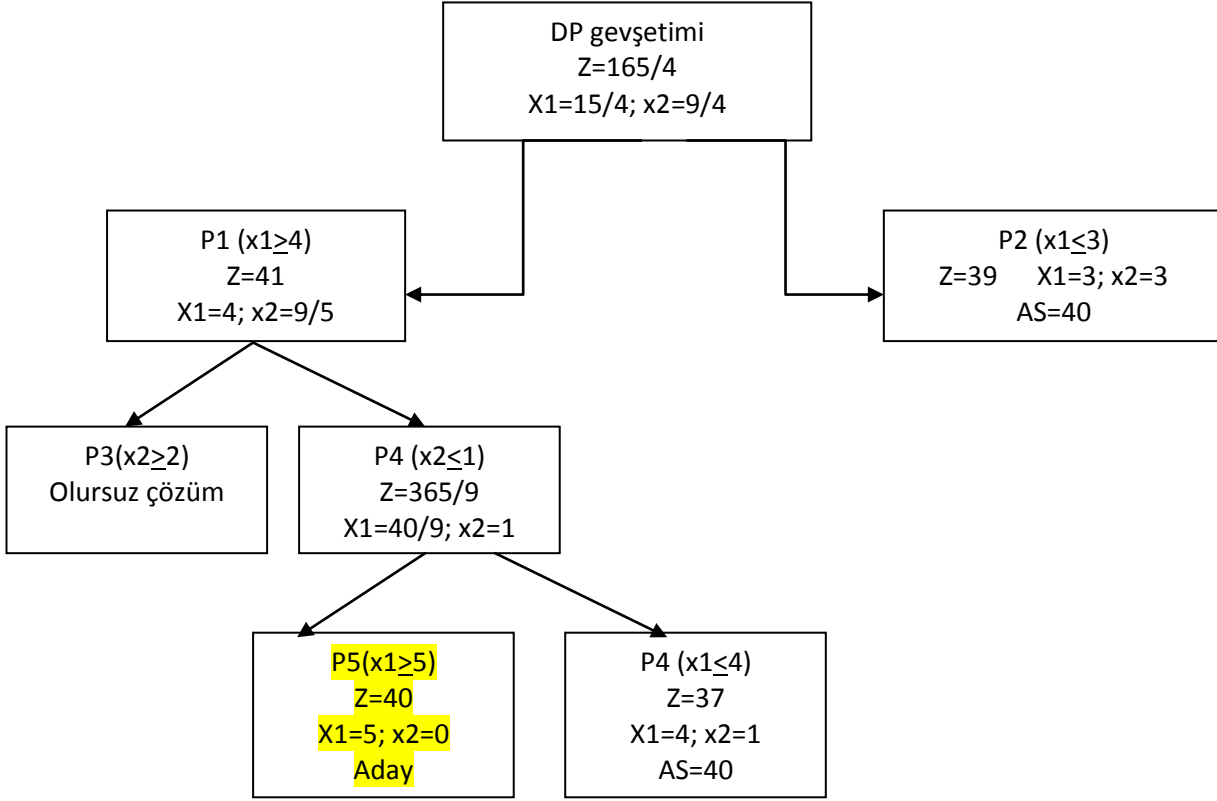 DP gevşetimi
Z=165/4
X1=15/4; x2=9/4
P1 (x1≥4)
Z=41
X1=4; x2=9/5
P2 (x1≤3)
Z=39 X1=3; x2=3
AS=40
P3(x2≥2)
Olursuz çözüm
P4 (x2≤1)
Z=365/9
X1=40/9; x2=1
P5(x1≥5)
Z=40
X1=5; x2=0
Aday
P4 (x1≤4)
Z=37
X1=4; x2=1
AS=40